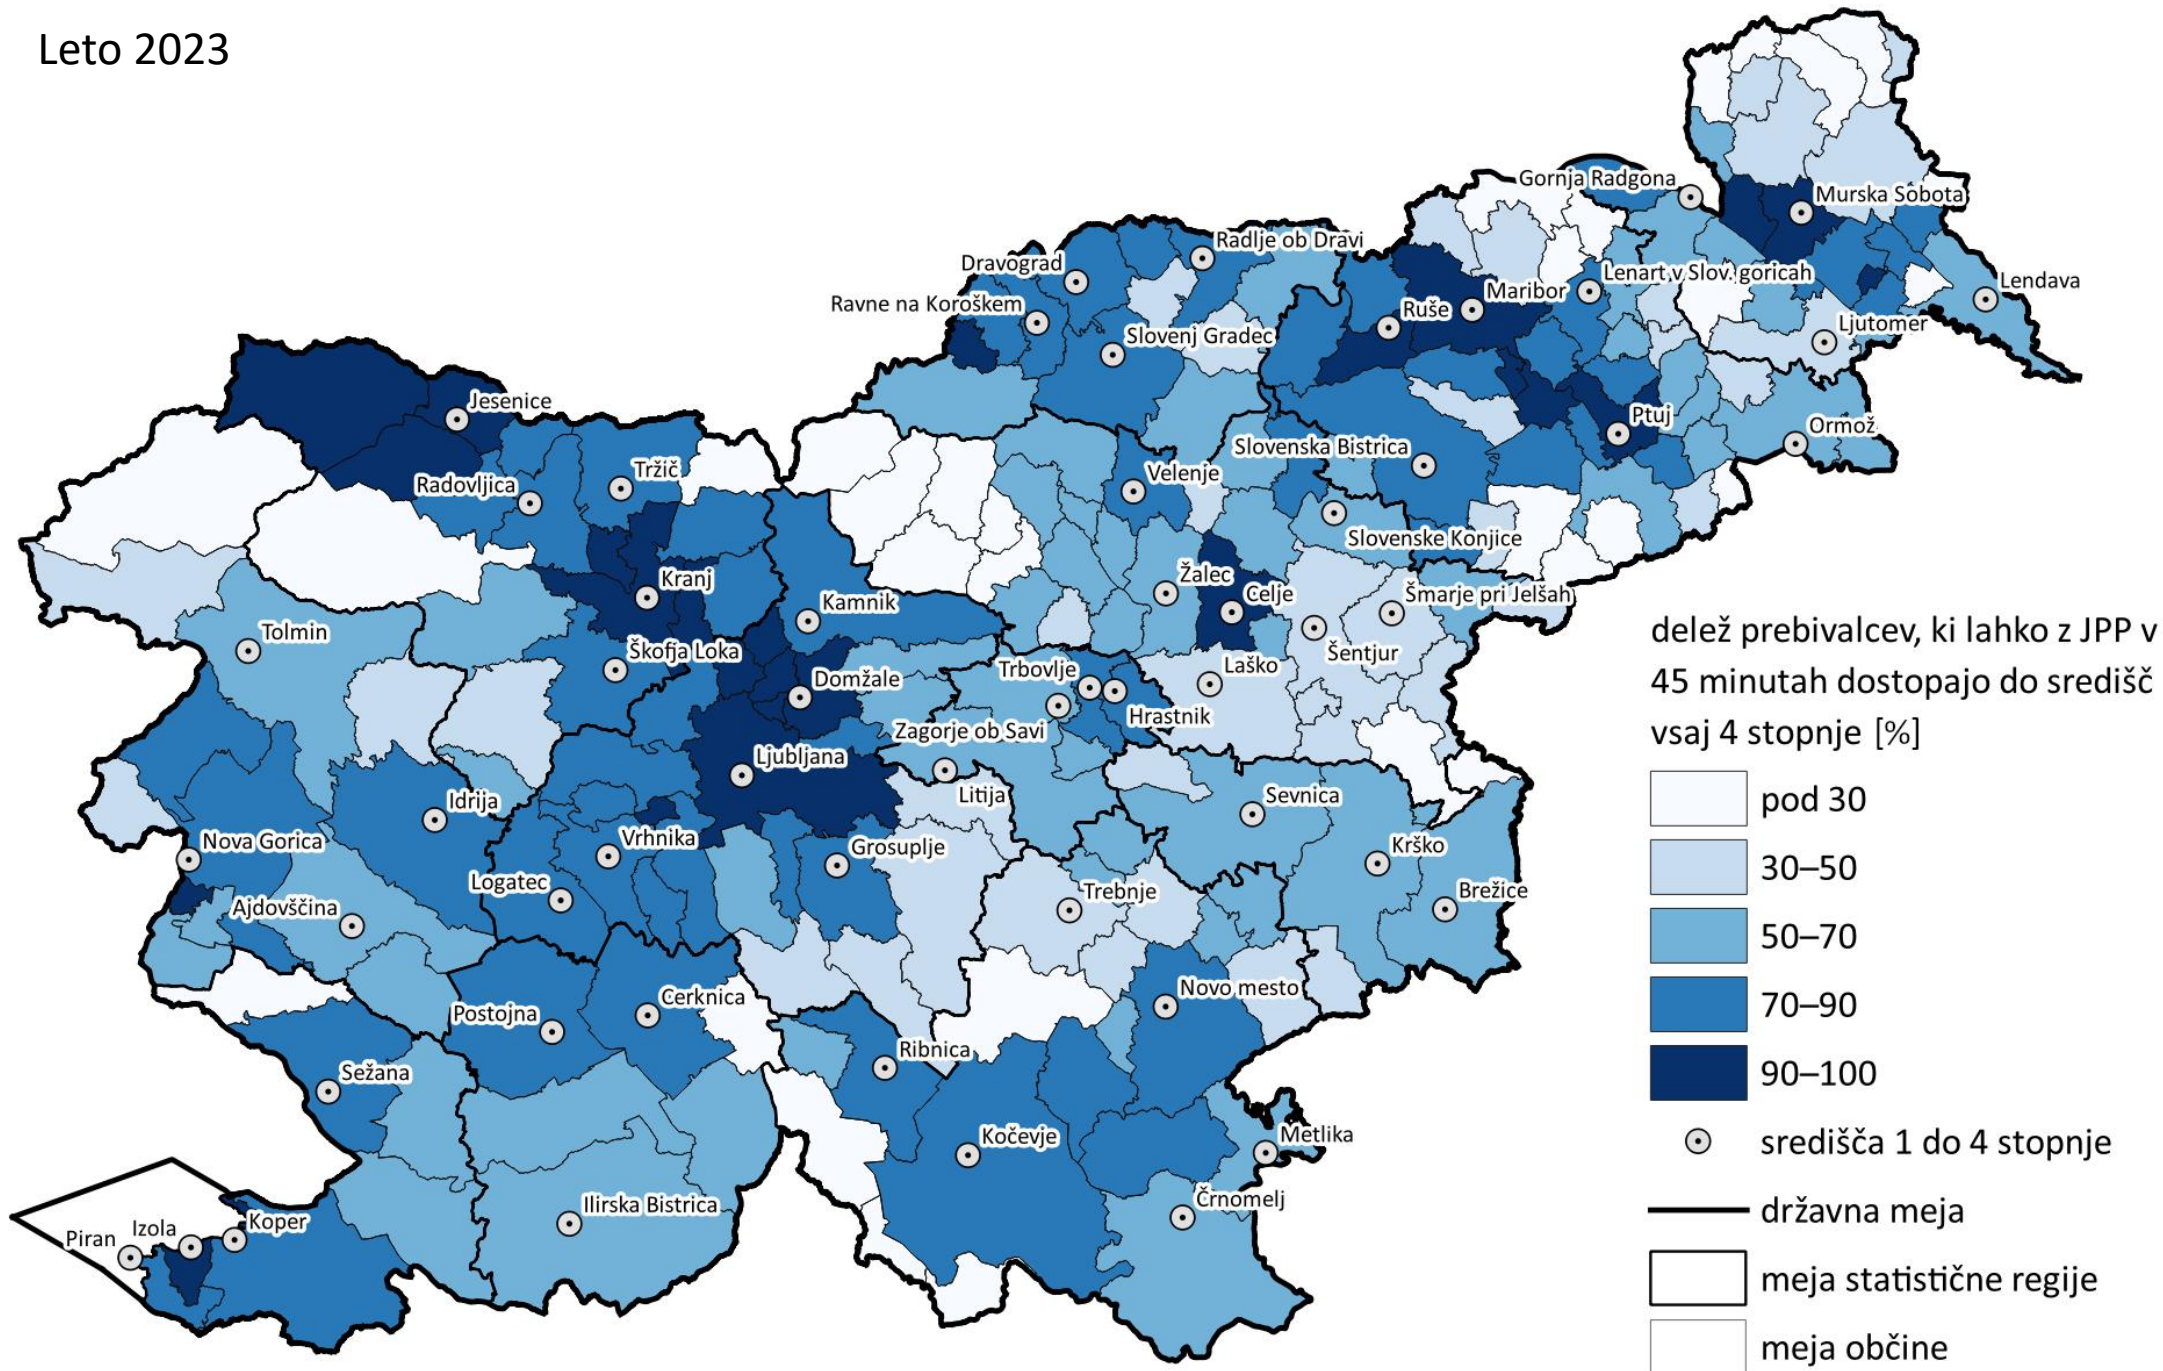 Leto 2023
Gornja Radgona
Murska Sobota
Radlje ob Dravi
Dravograd
Lenart v Slov. goricah
Lendava
Maribor
Ravne na Koroškem
Ruše
Ljutomer
Slovenj Gradec
Jesenice
Ptuj
Ormož
Slovenska Bistrica
Tržič
Velenje
Radovljica
Slovenske Konjice
Kranj
Žalec
Celje
Šmarje pri Jelšah
Kamnik
Tolmin
Škofja Loka
Šentjur
Trbovlje
Laško
Domžale
Hrastnik
Zagorje ob Savi
Ljubljana
Litija
Sevnica
Idrija
Nova Gorica
Vrhnika
Grosuplje
Krško
Logatec
Trebnje
Brežice
Ajdovščina
Novo mesto
Cerknica
Postojna
Ribnica
Sežana
Metlika
Kočevje
Črnomelj
Ilirska Bistrica
Koper
Izola
Piran
delež prebivalcev, ki lahko z JPP v
45 minutah dostopajo do središč
vsaj 4 stopnje [%]
pod 30
30–50
50–70
70–90
90–100
središča 1 do 4 stopnje
državna meja
meja statistične regije
meja občine